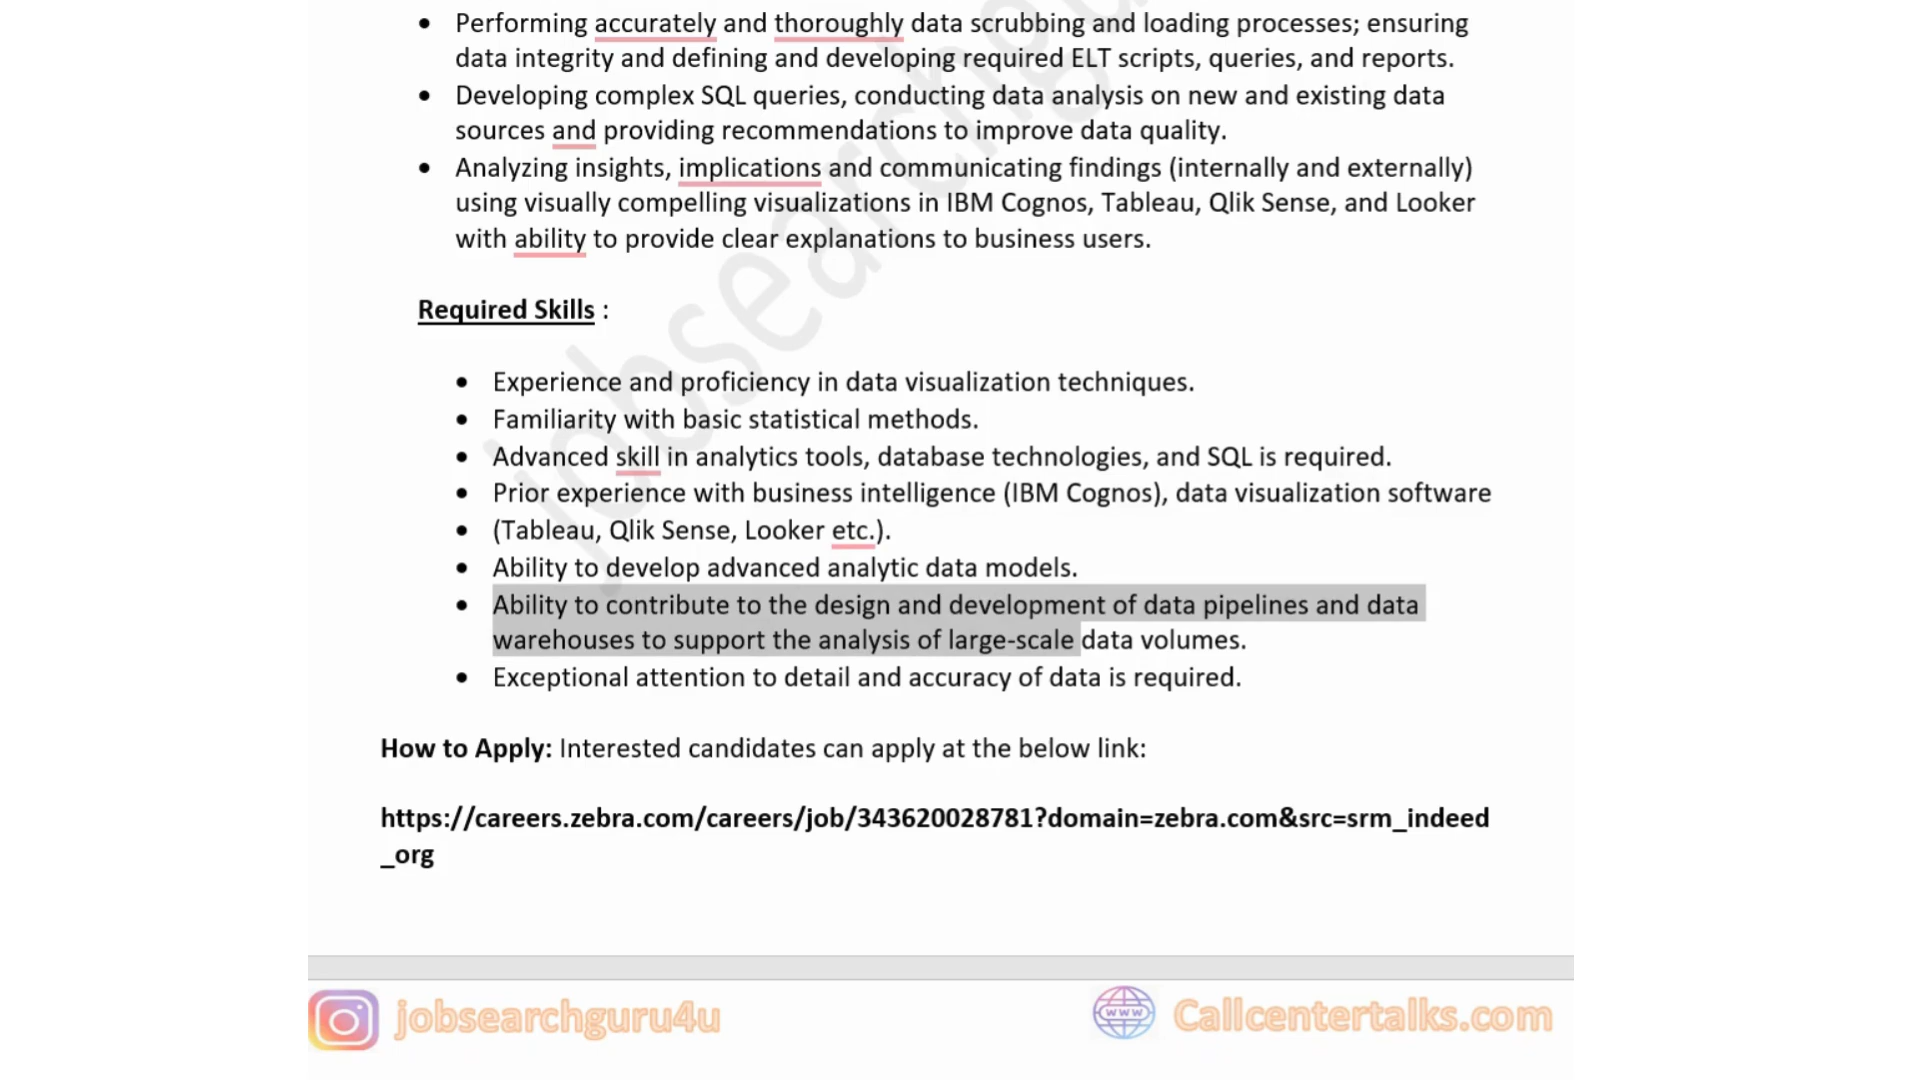 • Performing accurately and thoroughly data scrubbing and loading processes; ensuring
data integrity and defining and developing required ELT scripts, queries, and reports.
• Developing complex SQL queries, conducting data analysis on new and existing data
sources and providing recommendations to improve data quality.
• Analyzing insights, implications and communicating findings (internally and externally)
using visually compelling visualizations in IBM Cognos, Tableau, Qlik Sense, and Looker
with ability to provide clear explanations to business users.
Required Skills :
• Experience and proficiency in data visualization techniques.
• Familiarity with basic statistical methods.
• Advanced skill in analytics tools, database technologies, and SQL is required.
• Prior experience with business intelligence (IBM Cognos), data visualization software
• (Tableau, Qlik Sense, Looker etc.).
• Ability to develop advanced analytic data models.
• Ability to contribute to the design and development of data pipelines and data
warehouses to support the analysis of large-scale data volumes.
• Exceptional attention to detail and accuracy of data is required.
How to Apply: Interested candidates can apply at the below link:
https://careers.zebra.com/careers/job/343620028781?domain=zebra.com&src=srm_indeed
_org
jobsearchguru4u
www
Callcentertalks.com